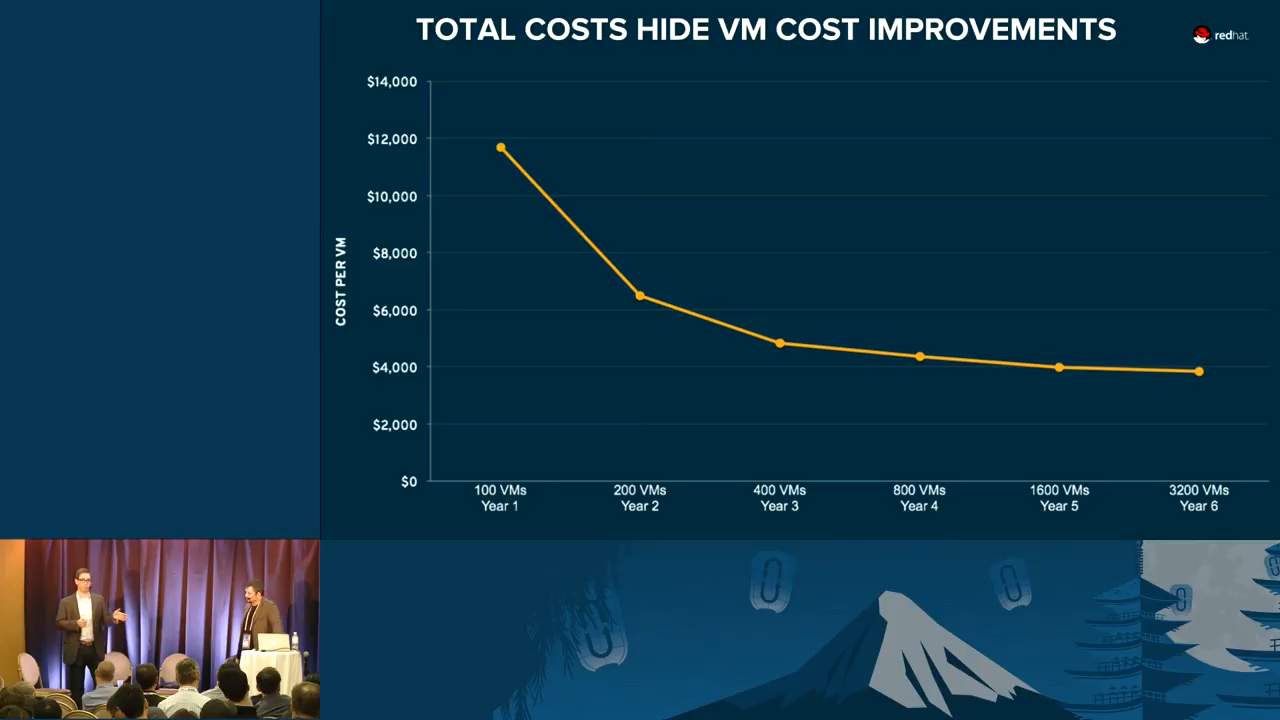 TOTAL COSTS HIDE VM COST IMPROVEMENTS
redhat.
COST PER VM
$14,000
$12,000
$10,000
$8,000
$6,000
$4,000
$2,000
$0
100 VMs
Year 1
200 VMs
Year 2
400 VMs
Year 3
800 VMs
Year 4
1600 VMs
Year 5
3200 VMs
Year 6